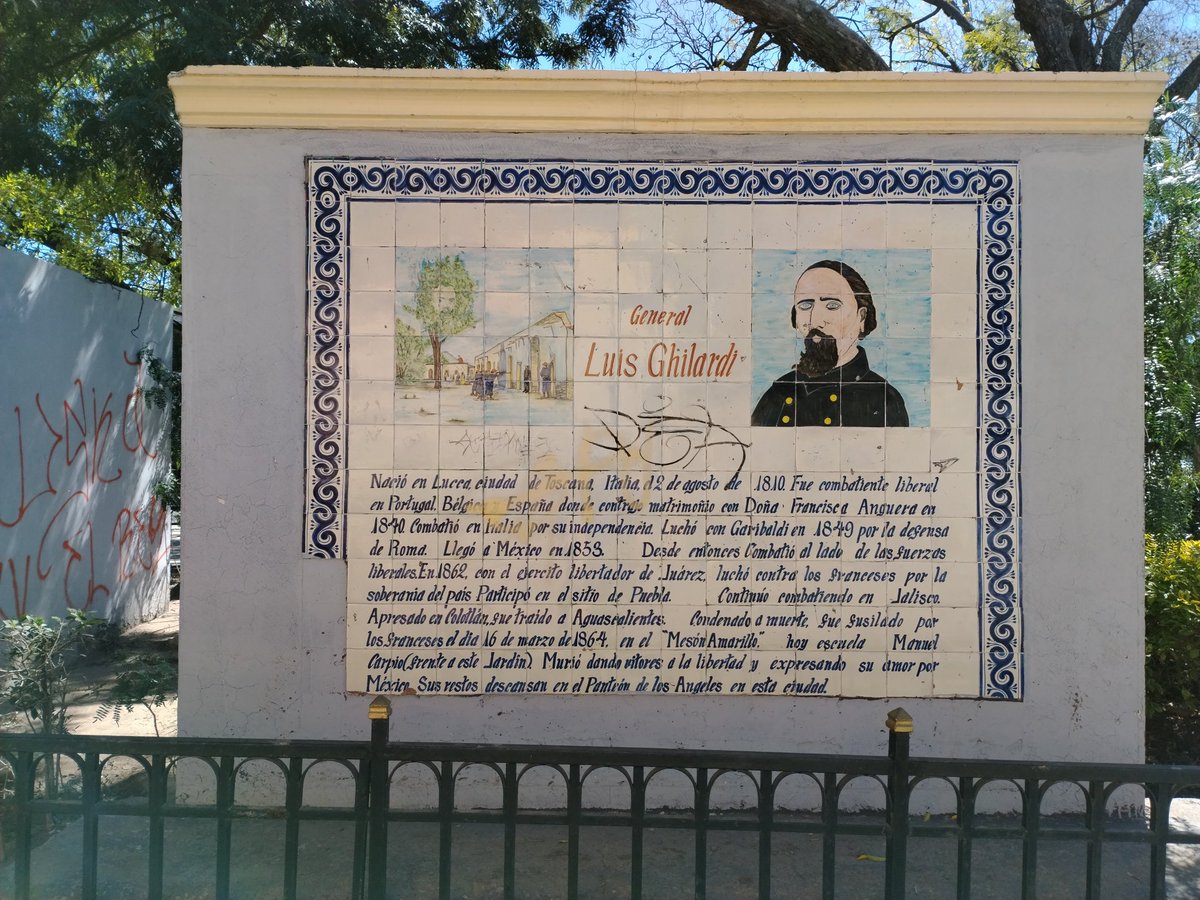 General
Luis Ghilardi
Nació en Lucca, ciudad de Toscana, Italia, el 2 de agosto de 1810. Fue combatiente liberal
en Portugal, Bélgica España donde contrajo matrimonio con Doña Francisca Anguera en
1840. Combatió en Italia por su independencia. Luchó con Garibaldi en 1849 por la defensa
de Roma. Llegó a México en 1853. Desde entonces Combatió al lado de las fuerzas
liberales. En 1862, con el ejercito libertador de Juárez, luchó contra los franceses por la
soberania del país Participó en el sitio de Puebla. Continuo combatiendo en Jalisco.
Apresado en Colotlán, fue traido a Aguascalientes. Condenado a muerte, fue fusilado por
los franceses el dia 16 de marzo de 1864, en el "Mesón Amarillo", hoy escuela Manuel
Carpio (frente a este Jardin) Murió dando vitores a la libertad y expresando su amor por
México. Sus restos descansan en el Panteón de los Angeles en esta ciudad.